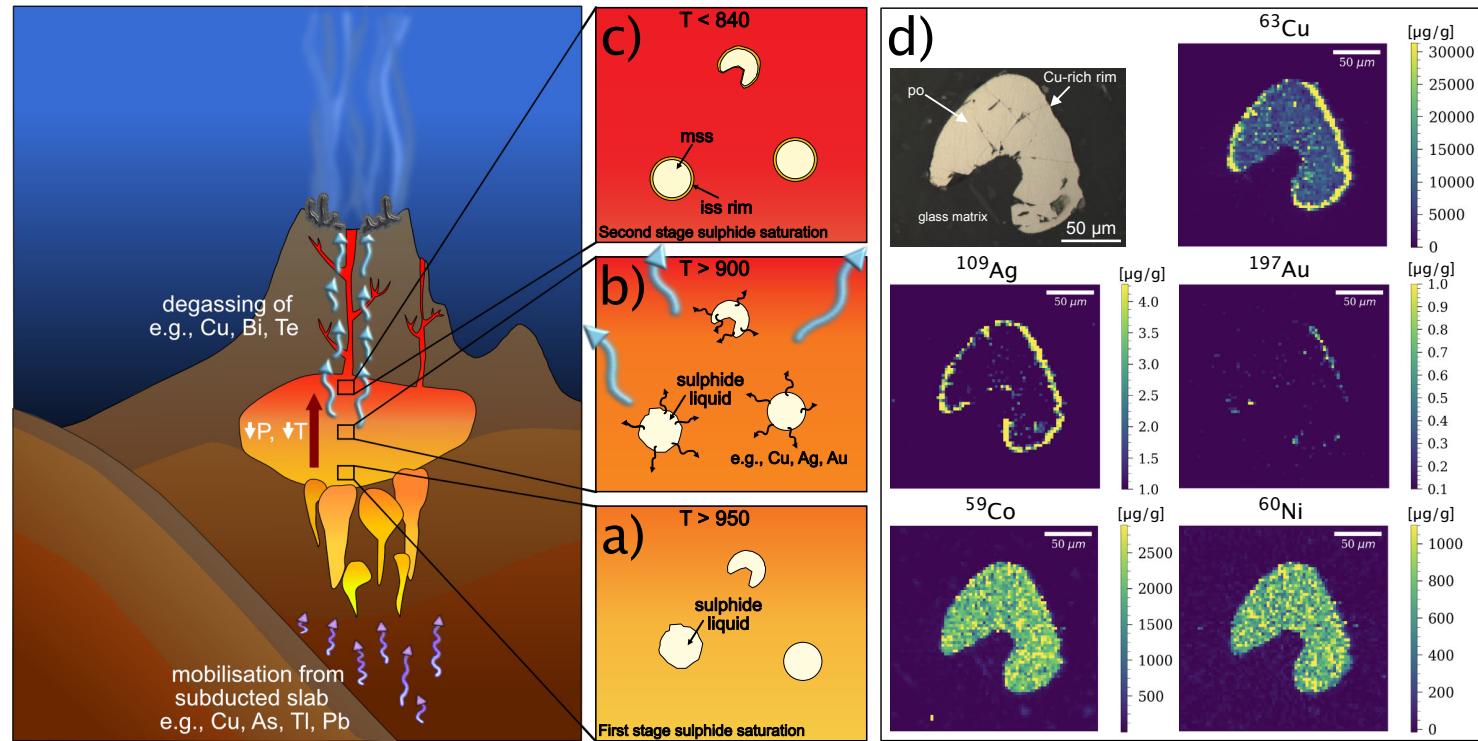 degassing of
e.g., Cu, Bi, Te
↓P, ↓T
mobilisation from
subducted slab
e.g., Cu, As, Tl, Pb
c)
T < 840
mss
iss rim
Second stage sulphide saturation
b)
T > 900
sulphide
liquid
e.g., Cu, Ag, Au
a)
T > 950
sulphide
liquid
First stage sulphide saturation
d)
Cu-rich rim
po
glass matrix
50 µm
⁶³Cu
[µg/g]
50 µm
30000
25000
20000
15000
10000
5000
0
¹⁰⁹Ag
[µg/g]
50 µm
4.0
3.5
3.0
2.5
2.0
1.5
1.0
¹⁹⁷Au
[µg/g]
50 µm
1.0
0.9
0.8
0.7
0.6
0.5
0.4
0.3
0.2
0.1
⁵⁹Co
[µg/g]
50 µm
2500
2000
1500
1000
500
⁶⁰Ni
[µg/g]
50 µm
1000
800
600
400
200
0